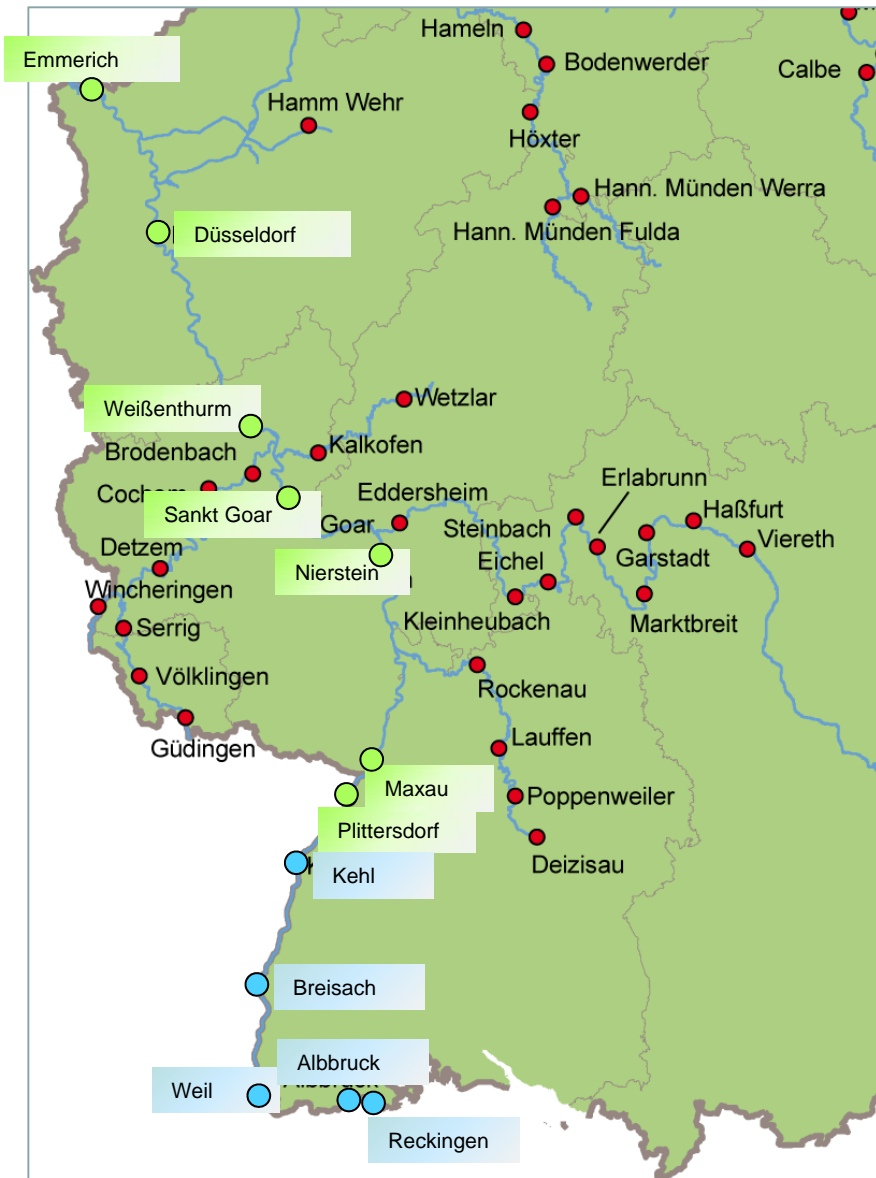 Hameln
Emmerich
Bodenwerder
Calbe
Hamm Wehr
Höxter
Hann. Münden Werra
Düsseldorf
Hann. Münden Fulda
Weißenthurm
Wetzlar
Brodenbach
Kalkofen
Erlabrunn
Eddersheim
Haßfurt
Sankt Goar
Goar
Steinbach
Viereth
Detzem
Eichel
Garstadt
Nierstein
Wincheringen
Kleinheubach
Marktbreit
Serrig
Völklingen
Rockenau
Güdingen
Lauffen
Maxau
Poppenweiler
Plittersdorf
Deizisau
Kehl
Breisach
Albbruck
Weil
Reckingen